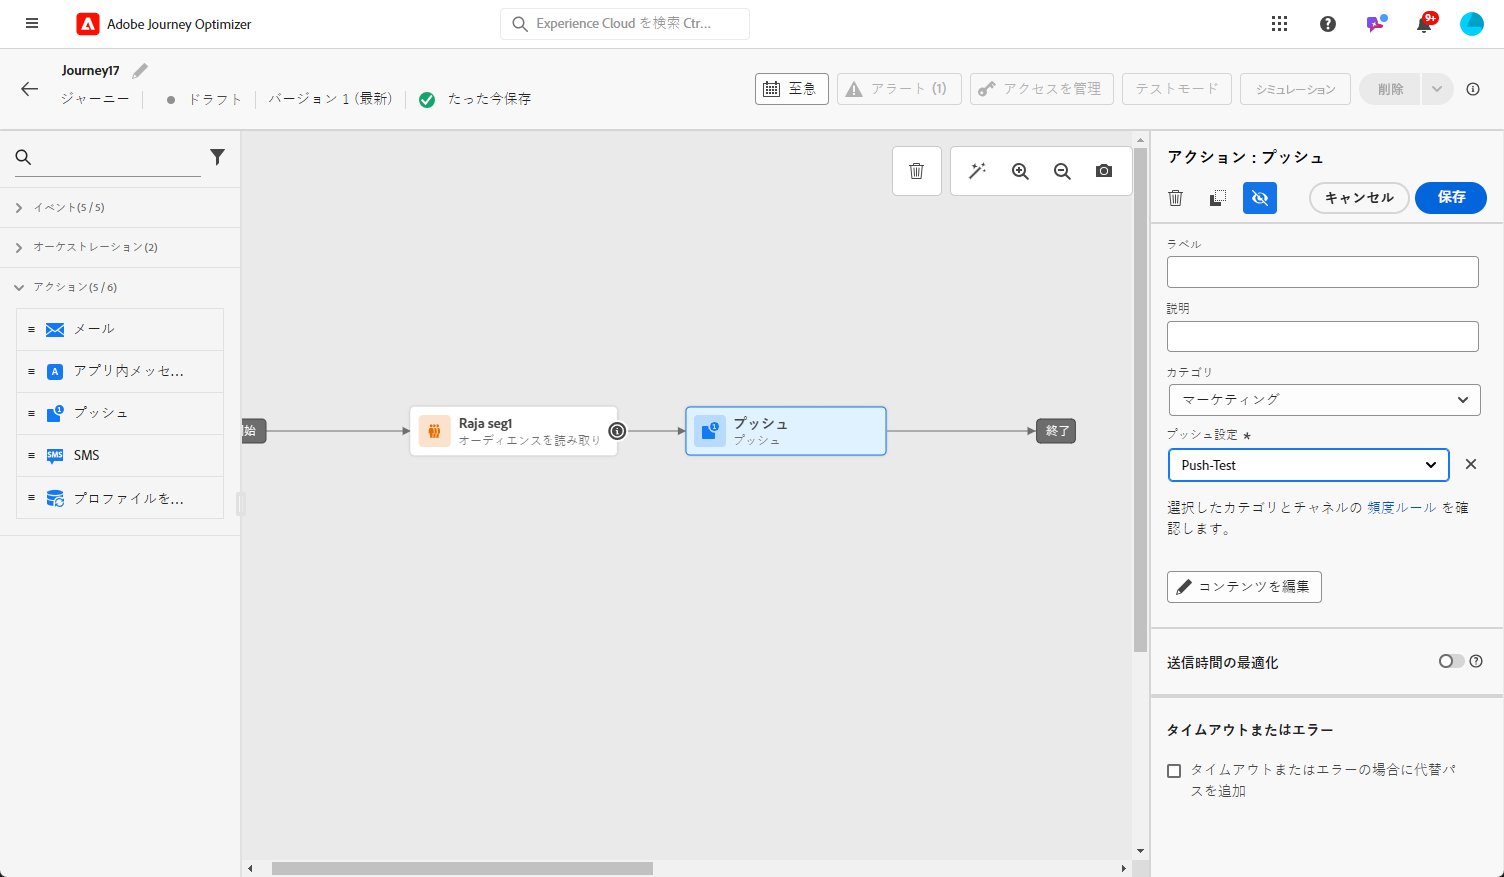 Adobe Journey Optimizer
Experience Cloud を検索 Ctr...
9+
Journey17
ジャーニー
ドラフト
バージョン 1 (最新)
たった今保存
至急
アラート (1)
アクセスを管理
テストモード
シミュレーション
削除
イベント(5 / 5)
オーケストレーション(2)
アクション(5 / 6)
メール
アプリ内メッセ...
プッシュ
SMS
プロファイルを...
始
Raja seg1
オーディエンスを読み取り
プッシュ
プッシュ
終了
アクション : プッシュ
キャンセル
保存
ラベル
説明
カテゴリ
マーケティング
プッシュ設定 *
Push-Test
選択したカテゴリとチャネルの 頻度ルール を確
認します。
コンテンツを編集
送信時間の最適化
タイムアウトまたはエラー
タイムアウトまたはエラーの場合に代替パ
スを追加